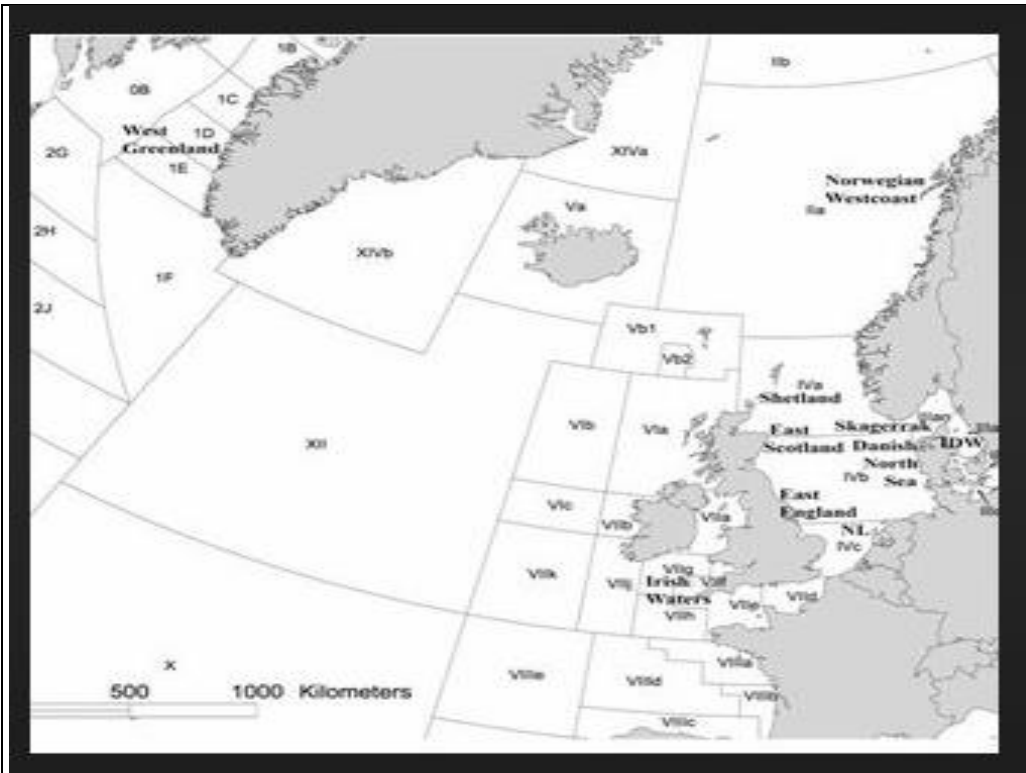 1B
IIb
0B
1C
West
1D
Greenland
2G
1E
XIVa
Norwegian
Westcoast
Va
IIa
2H
XIVb
1F
2J
Vb1
Vb2
IVa
Shetland
XII
VIb
VIa
East
Scotland
Skagerrak
IIIan
Danish
North
Sea
IDW
IVb
East
England
VIc
VIIb
VIIa
NL
IVc
VIIk
VIIj
VIIg
Irish
Waters
VIIf
VIIe
VIId
VIIh
X
VIIIe
VIIId
VIIIa
VIIIb
VIIIc
500
1000 Kilometers